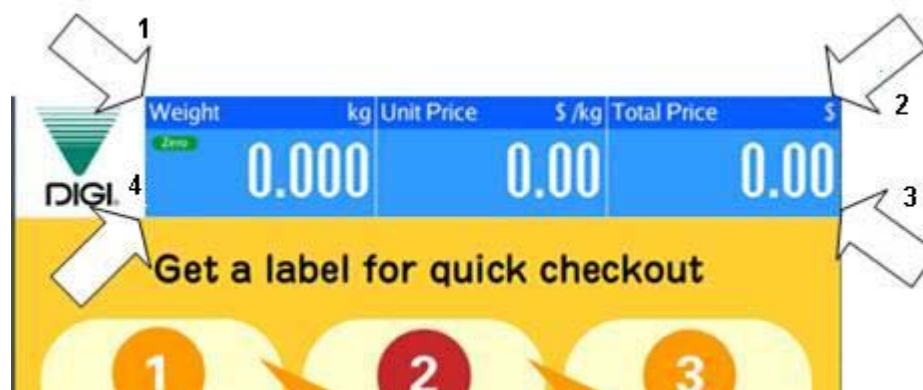 1
2
Weight kg Unit Price $ /kg Total Price $
Zero
0.000 0.00 0.00
DIGI.
4
3
Get a label for quick checkout
1 2 3